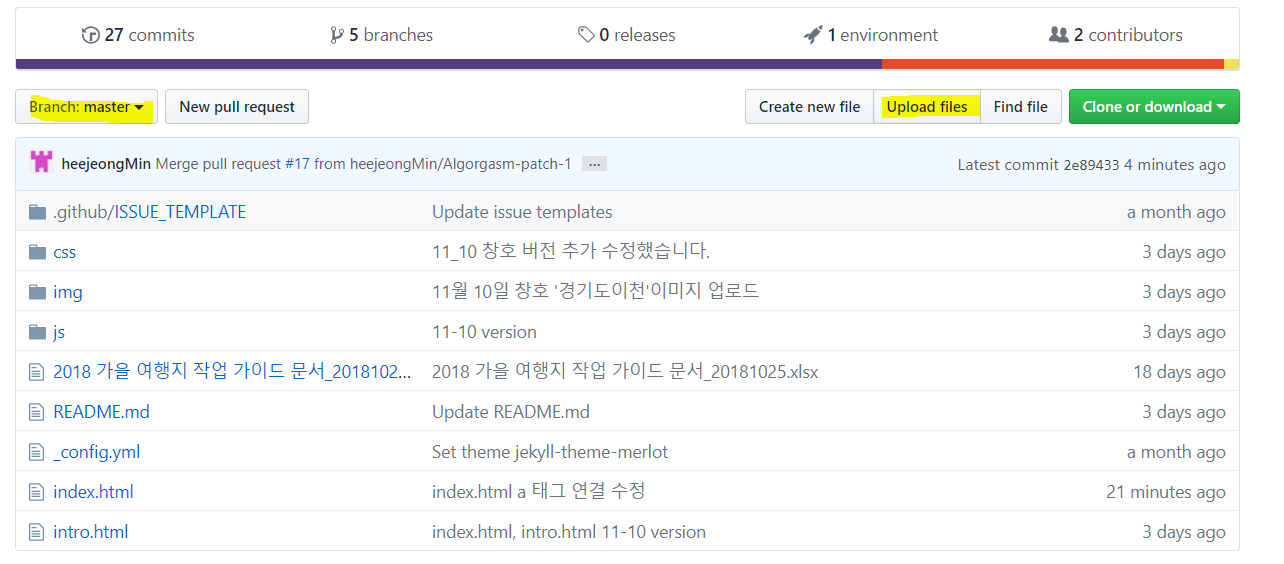 27 commits 5 branches 0 releases 1 environment 2 contributors
Branch: master New pull request Create new file Upload files Find file Clone or download
heejeongMin Merge pull request #17 from heejeongMin/Algorgasm-patch-1 ... Latest commit 2e89433 4 minutes ago
.github/ISSUE_TEMPLATE Update issue templates a month ago
css 11_10 창호 버전 추가 수정했습니다. 3 days ago
img 11월 10일 창호 '경기도이천'이미지 업로드 3 days ago
js 11-10 version 3 days ago
2018 가을 여행지 작업 가이드 문서_2018102... 2018 가을 여행지 작업 가이드 문서_20181025.xlsx 18 days ago
README.md Update README.md 3 days ago
_config.yml Set theme jekyll-theme-merlot a month ago
index.html index.html a 태그 연결 수정 21 minutes ago
intro.html index.html, intro.html 11-10 version 3 days ago